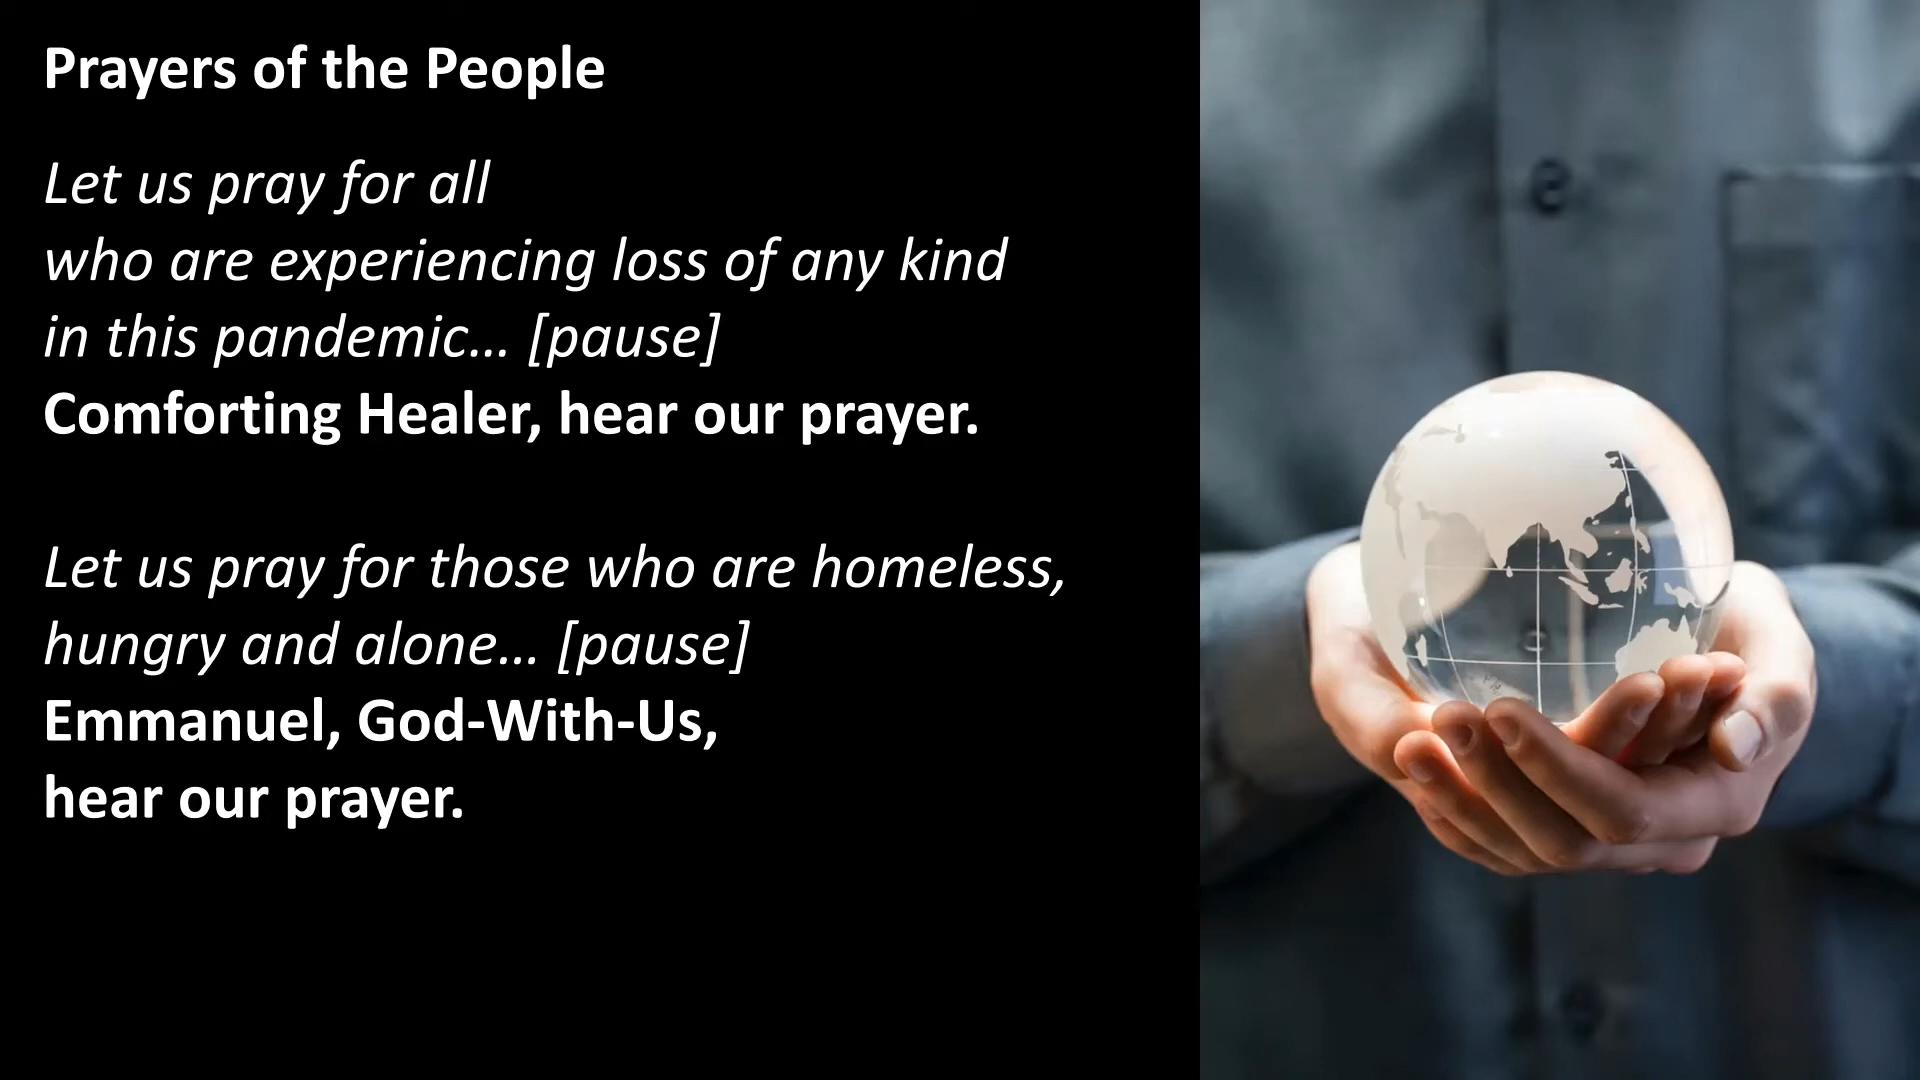 Prayers of the People
Let us pray for all
who are experiencing loss of any kind
in this pandemic… [pause]
Comforting Healer, hear our prayer.
Let us pray for those who are homeless,
hungry and alone… [pause]
Emmanuel, God-With-Us,
hear our prayer.